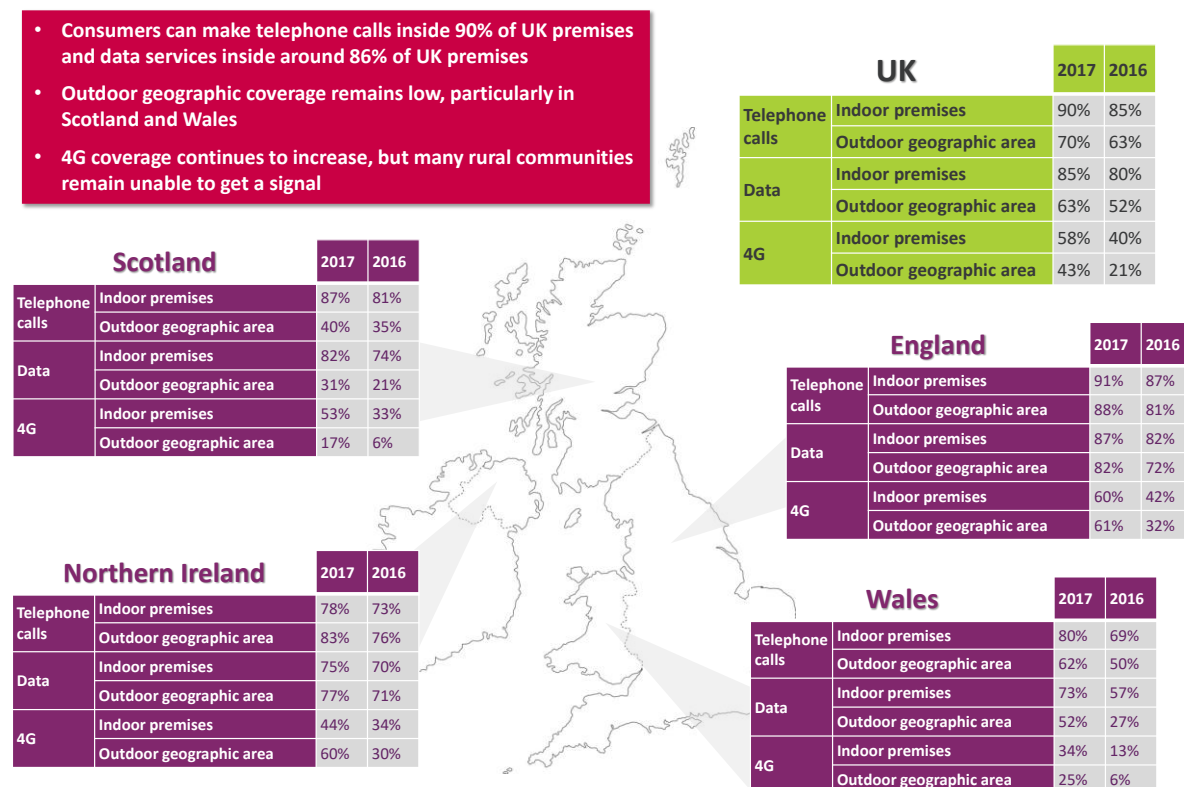 • Consumers can make telephone calls inside 90% of UK premises
and data services inside around 86% of UK premises
• Outdoor geographic coverage remains low, particularly in
Scotland and Wales
• 4G coverage continues to increase, but many rural communities
remain unable to get a signal
UK 2017 2016
Telephone calls Indoor premises 90% 85%
Outdoor geographic area 70% 63%
Data Indoor premises 85% 80%
Outdoor geographic area 63% 52%
4G Indoor premises 58% 40%
Outdoor geographic area 43% 21%
Scotland 2017 2016
Telephone calls Indoor premises 87% 81%
Outdoor geographic area 40% 35%
Data Indoor premises 82% 74%
Outdoor geographic area 31% 21%
4G Indoor premises 53% 33%
Outdoor geographic area 17% 6%
England 2017 2016
Telephone calls Indoor premises 91% 87%
Outdoor geographic area 88% 81%
Data Indoor premises 87% 82%
Outdoor geographic area 82% 72%
4G Indoor premises 60% 42%
Outdoor geographic area 61% 32%
Northern Ireland 2017 2016
Telephone calls Indoor premises 78% 73%
Outdoor geographic area 83% 76%
Data Indoor premises 75% 70%
Outdoor geographic area 77% 71%
4G Indoor premises 44% 34%
Outdoor geographic area 60% 30%
Wales 2017 2016
Telephone calls Indoor premises 80% 69%
Outdoor geographic area 62% 50%
Data Indoor premises 73% 57%
Outdoor geographic area 52% 27%
4G Indoor premises 34% 13%
Outdoor geographic area 25% 6%